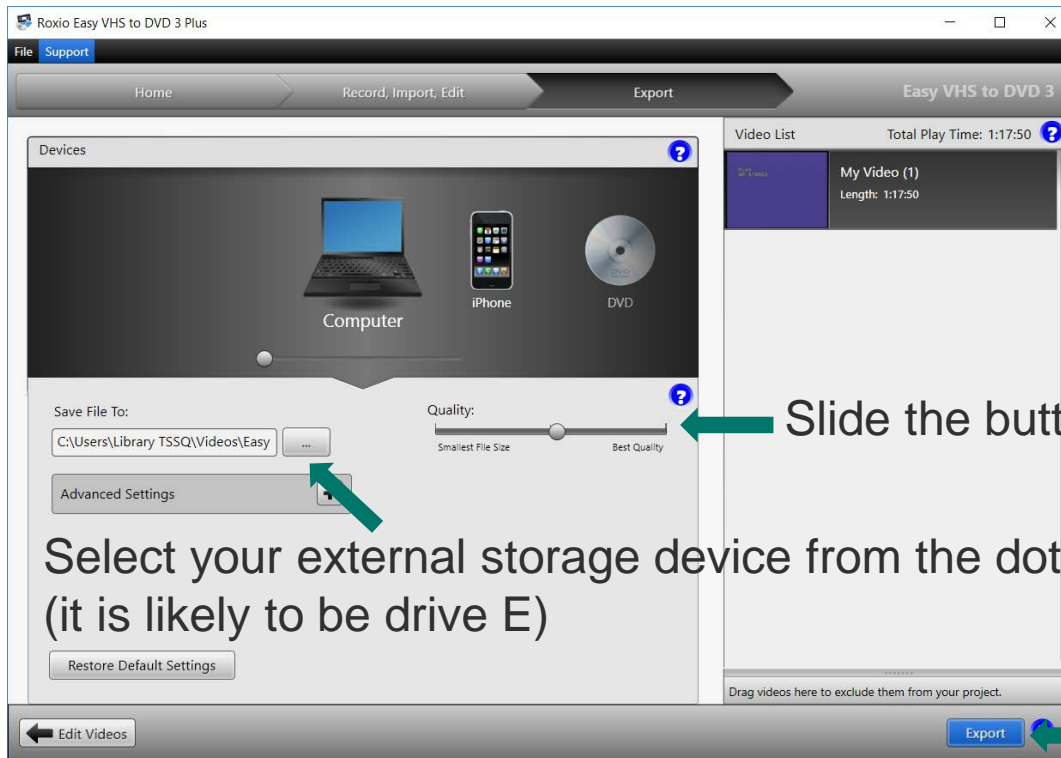 Roxio Easy VHS to DVD 3 Plus
File Support
Home Record, Import, Edit Export Easy VHS to DVD 3
Devices
Computer
iPhone
DVD
Save File To:
C:\Users\Library TSSQ\Videos\Easy ...
Quality:
Smallest File Size Best Quality
Advanced Settings +
Slide the butt
Select your external storage device from the dot
(it is likely to be drive E)
Restore Default Settings
Edit Videos
Video List Total Play Time: 1:17:50
My Video (1)
Length: 1:17:50
Drag videos here to exclude them from your project.
Export